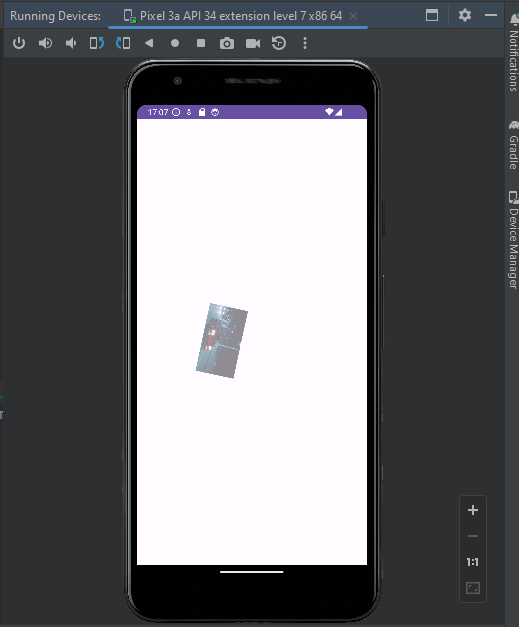 Running Devices:
Pixel 3a API 34 extension level 7 x86 64
Notifications
Gradle
Device Manager
17:07
1:1